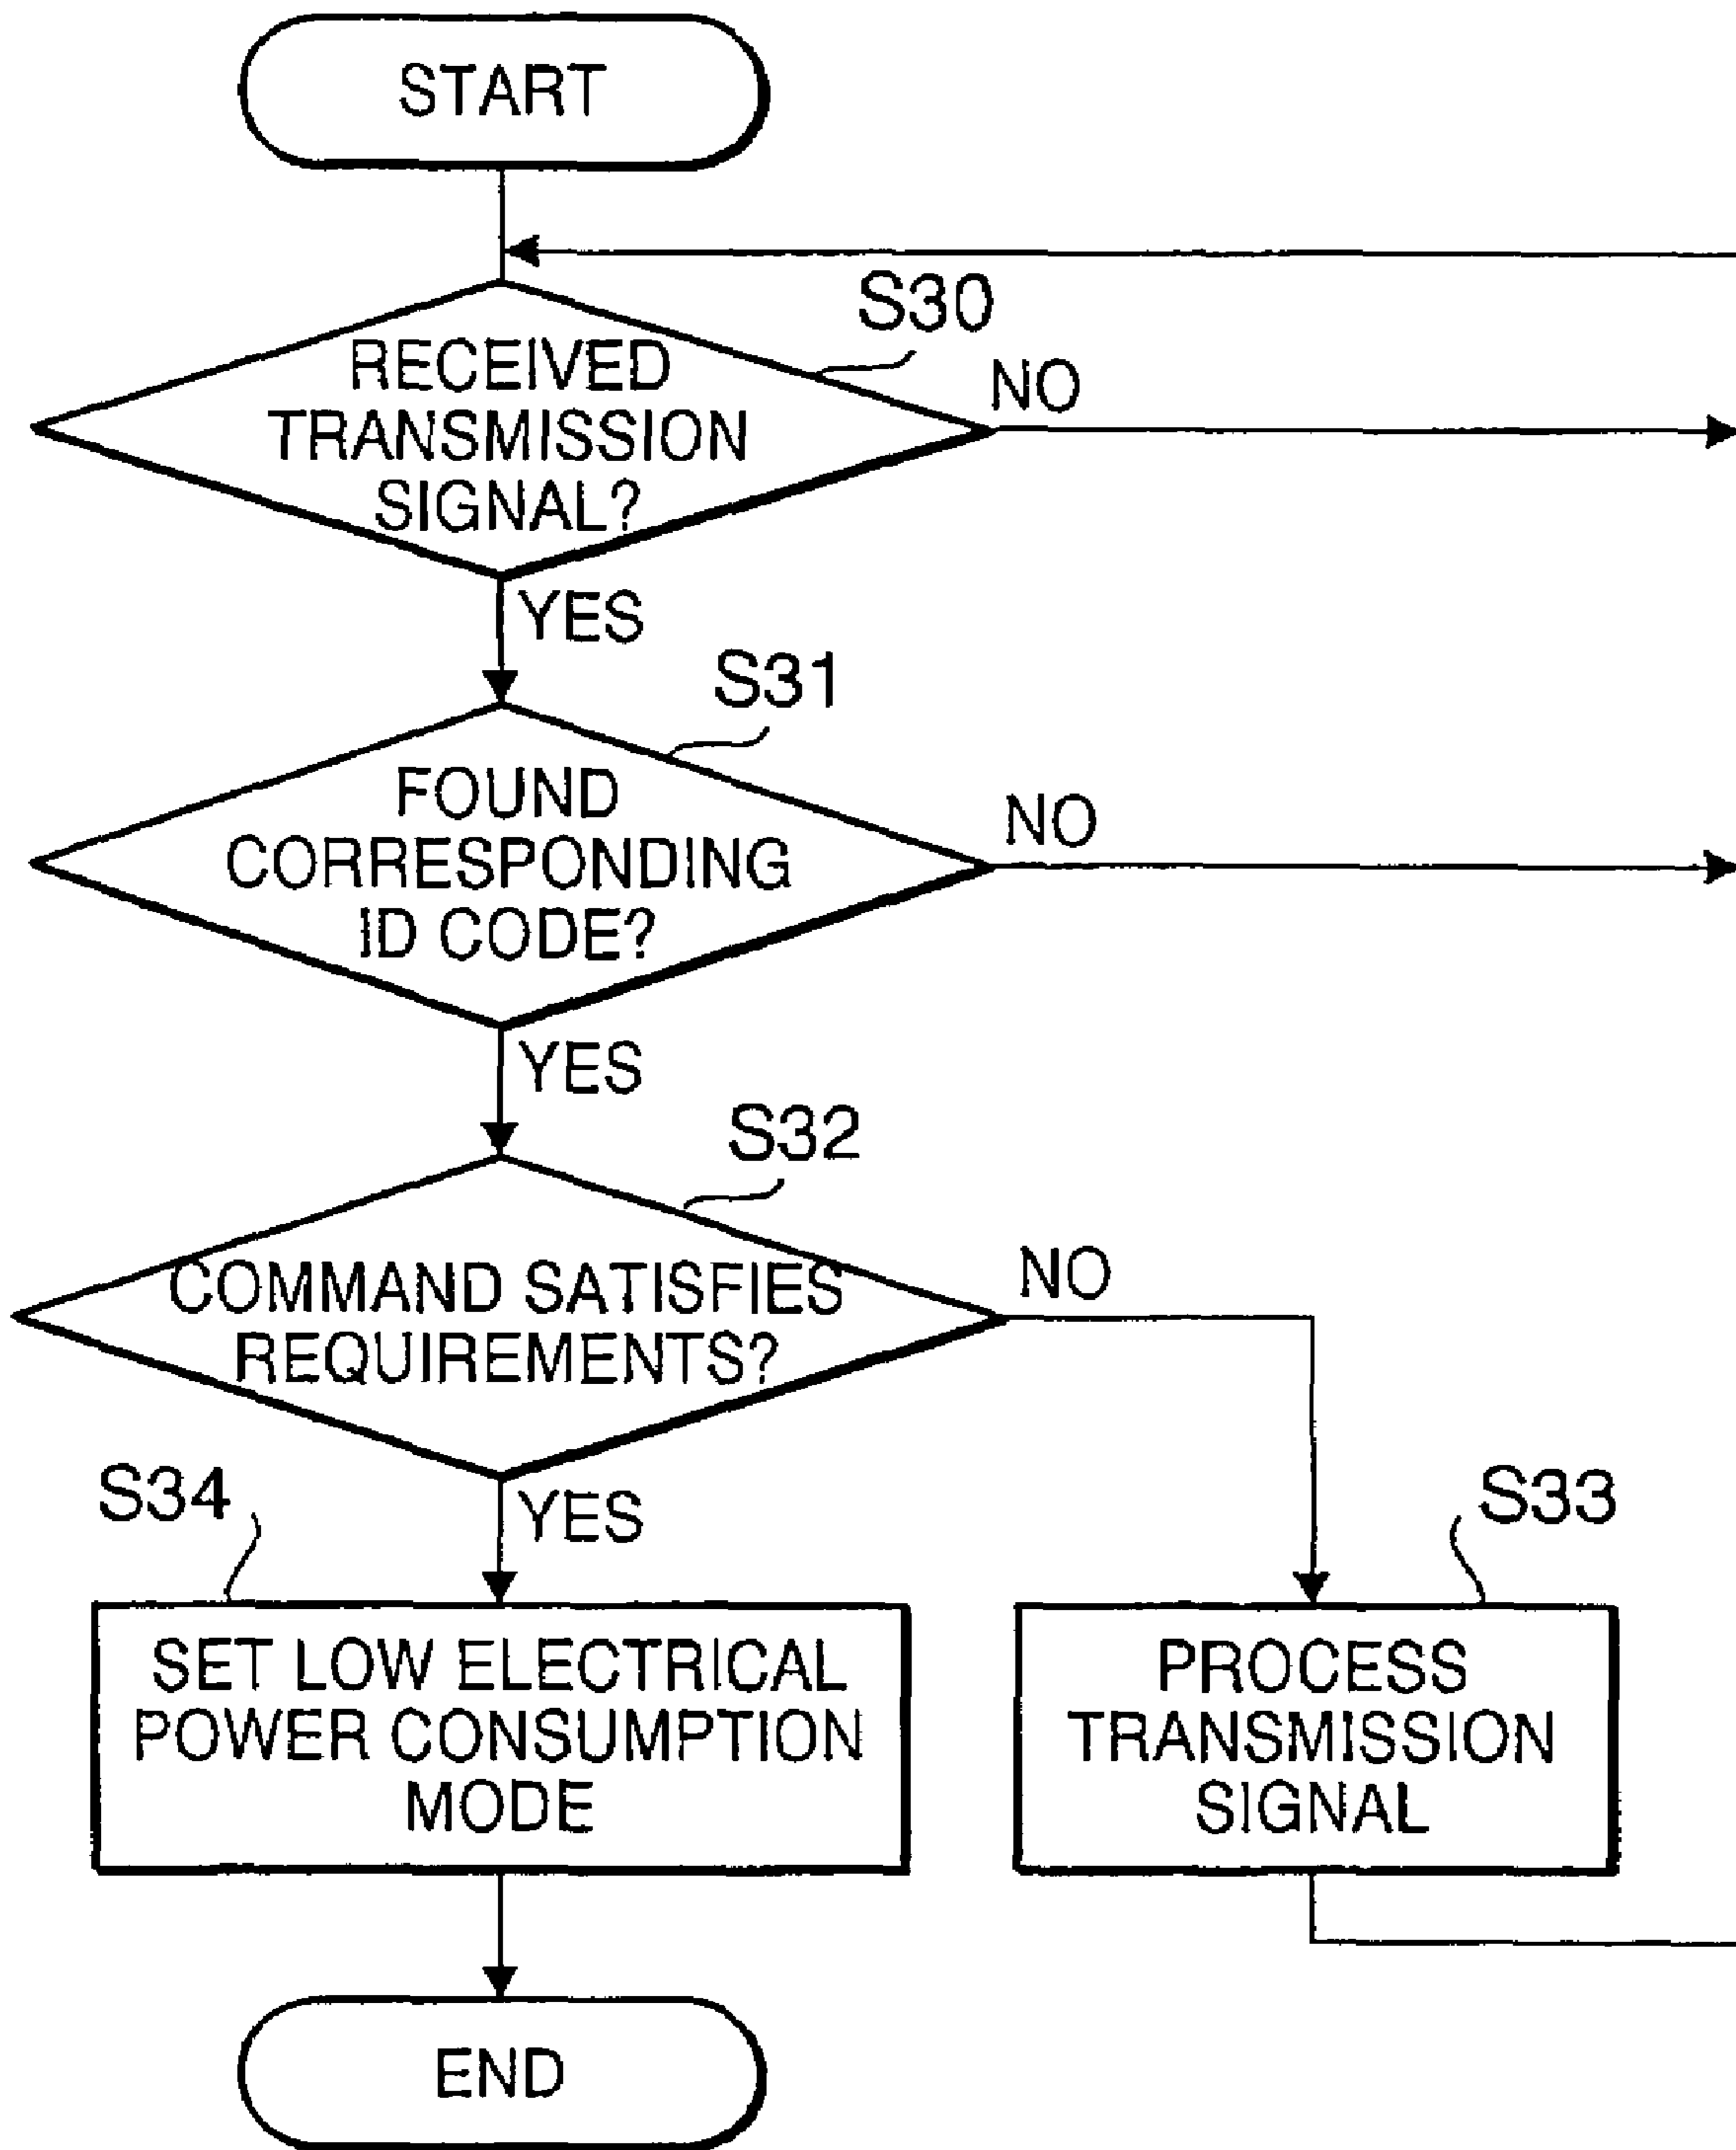 START
S30
RECEIVED
TRANSMISSION
SIGNAL?
NO
YES
S31
FOUND
CORRESPONDING
ID CODE?
NO
YES
S32
COMMAND SATISFIES
REQUIREMENTS?
NO
YES
S34
SET LOW ELECTRICAL
POWER CONSUMPTION
MODE
S33
PROCESS
TRANSMISSION
SIGNAL
END